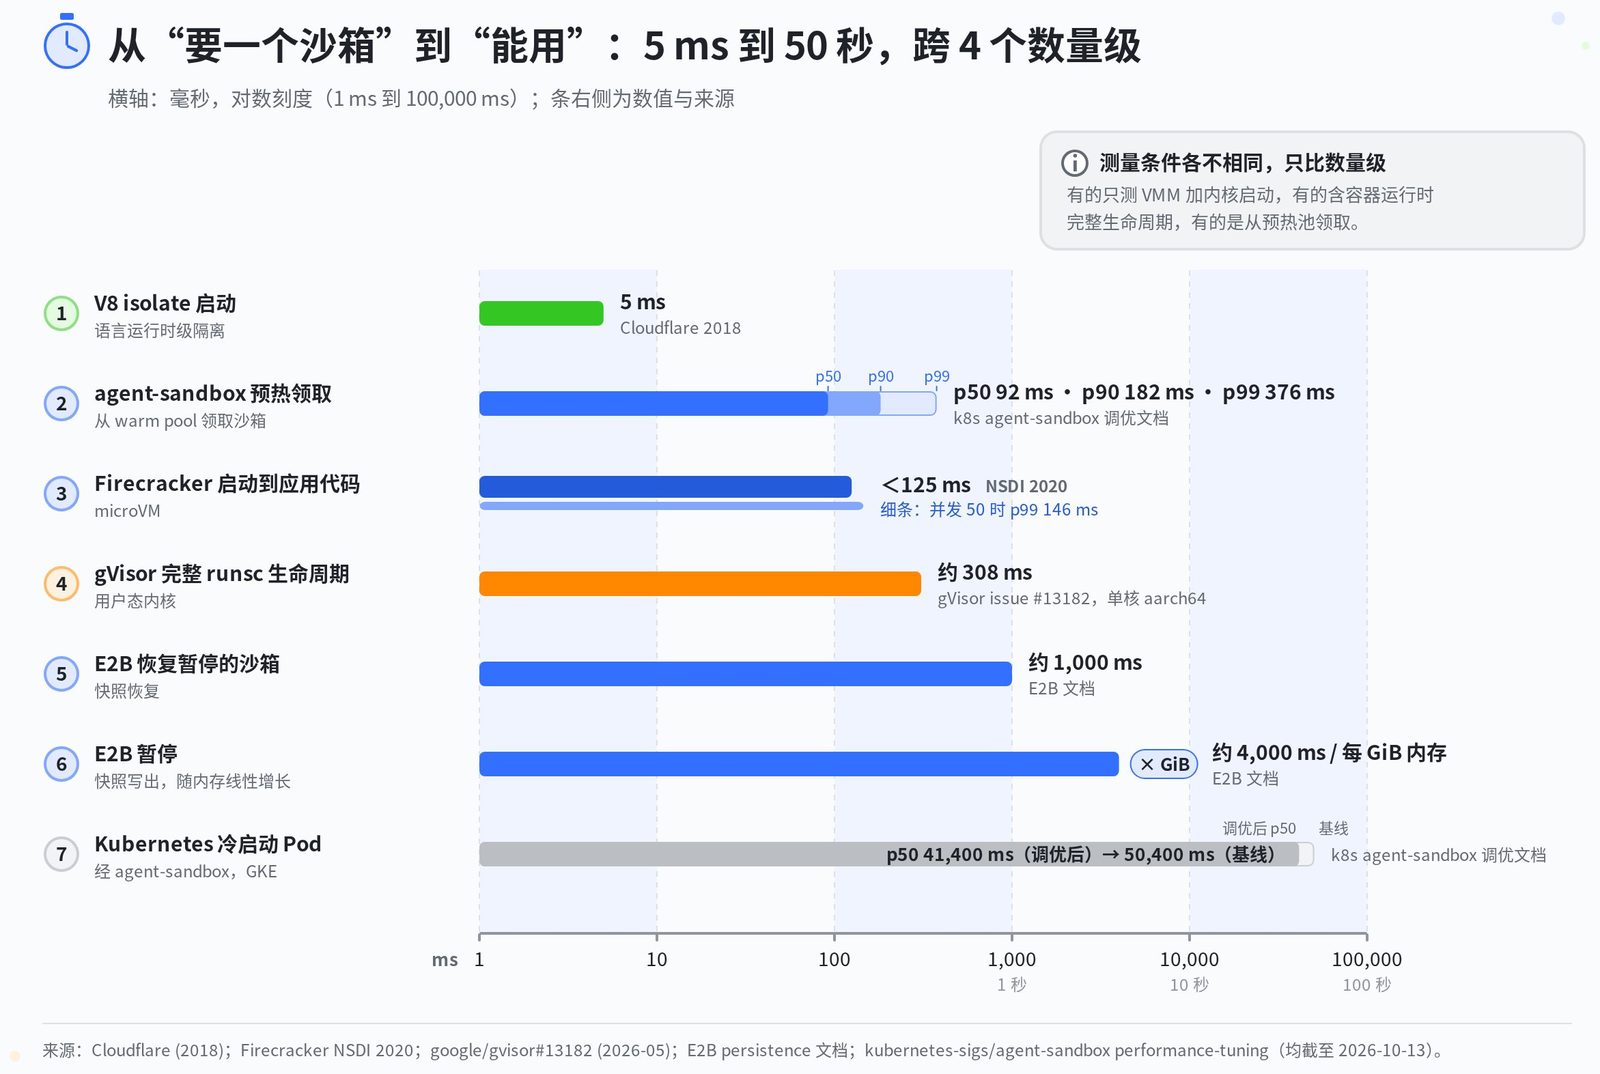 从“要一个沙箱”到“能用”：5 ms 到 50 秒，跨 4 个数量级
横轴：毫秒，对数刻度（1 ms 到 100,000 ms）；条右侧为数值与来源
测量条件各不相同，只比数量级
有的只测 VMM 加内核启动，有的含容器运行时
完整生命周期，有的是从预热池领取。
1
V8 isolate 启动
语言运行时级隔离
5 ms
Cloudflare 2018
2
agent-sandbox 预热领取
从 warm pool 领取沙箱
p50 p90 p99
p50 92 ms · p90 182 ms · p99 376 ms
k8s agent-sandbox 调优文档
3
Firecracker 启动到应用代码
microVM
＜125 ms NSDI 2020
细条：并发 50 时 p99 146 ms
4
gVisor 完整 runsc 生命周期
用户态内核
约 308 ms
gVisor issue #13182，单核 aarch64
5
E2B 恢复暂停的沙箱
快照恢复
约 1,000 ms
E2B 文档
6
E2B 暂停
快照写出，随内存线性增长
× GiB
约 4,000 ms / 每 GiB 内存
E2B 文档
7
Kubernetes 冷启动 Pod
经 agent-sandbox，GKE
调优后 p50 基线
p50 41,400 ms（调优后）→ 50,400 ms（基线）
k8s agent-sandbox 调优文档
ms 1 10 100 1,000 10,000 100,000
1 秒 10 秒 100 秒
来源：Cloudflare (2018)；Firecracker NSDI 2020；google/gvisor#13182 (2026-05)；E2B persistence 文档；kubernetes-sigs/agent-sandbox performance-tuning（均截至 2026-10-13）。